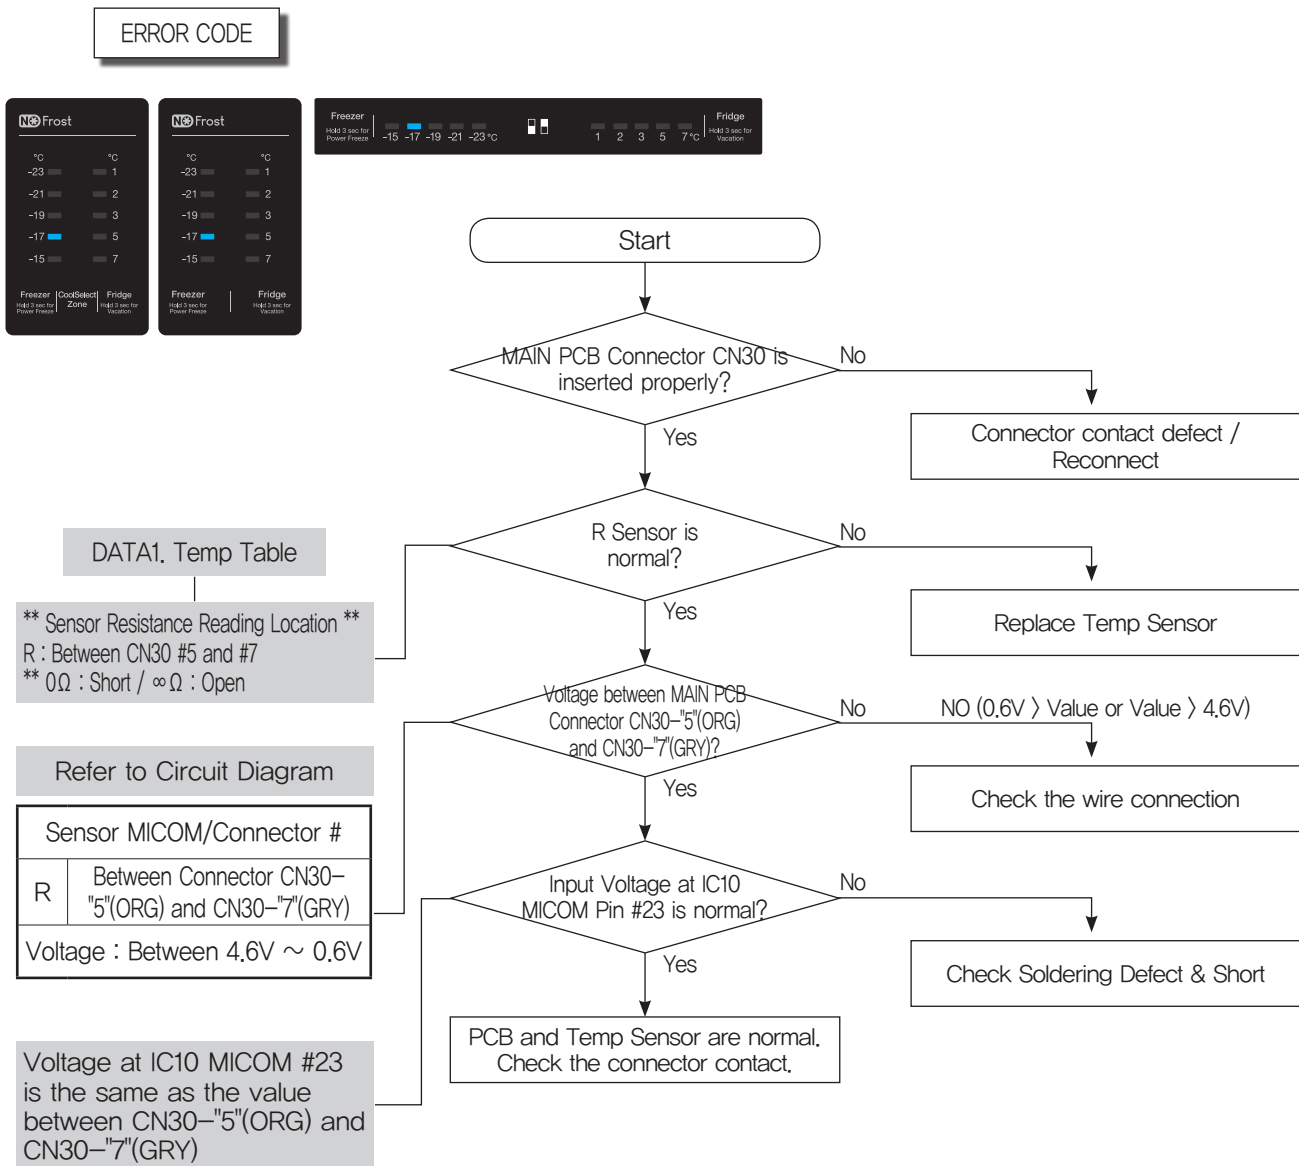 ERROR CODE
NO Frost
°C °C
-23 1
-21 2
-19 3
-17 5
-15 7
Freezer CoolSelect Fridge
Hold 3 sec for Zone Hold 3 sec for
Power Freeze Vacation
NO Frost
°C °C
-23 1
-21 2
-19 3
-17 5
-15 7
Freezer Fridge
Hold 3 sec for Hold 3 sec for
Power Freeze Vacation
Freezer Fridge
Hold 3 sec for Hold 3 sec for
Power Freeze -15 -17 -19 -21 -23 °C 1 2 3 5 7 °C Vacation
Start
MAIN PCB Connector CN30 is
inserted properly?
No
Yes
Connector contact defect /
Reconnect
R Sensor is
normal?
No
Yes
Replace Temp Sensor
DATA1. Temp Table
** Sensor Resistance Reading Location **
R : Between CN30 #5 and #7
** 0Ω : Short / ∞Ω : Open
Voltage between MAIN PCB
Connector CN30-"5"(ORG)
and CN30-"7"(GRY)?
No
NO (0.6V 〉 Value or Value 〉 4.6V)
Yes
Check the wire connection
Refer to Circuit Diagram
Sensor MICOM/Connector #
R
Between Connector CN30-
"5"(ORG) and CN30-"7"(GRY)
Voltage : Between 4.6V ～ 0.6V
Input Voltage at IC10
MICOM Pin #23 is normal?
No
Yes
Check Soldering Defect & Short
PCB and Temp Sensor are normal.
Check the connector contact.
Voltage at IC10 MICOM #23
is the same as the value
between CN30-"5"(ORG) and
CN30-"7"(GRY)